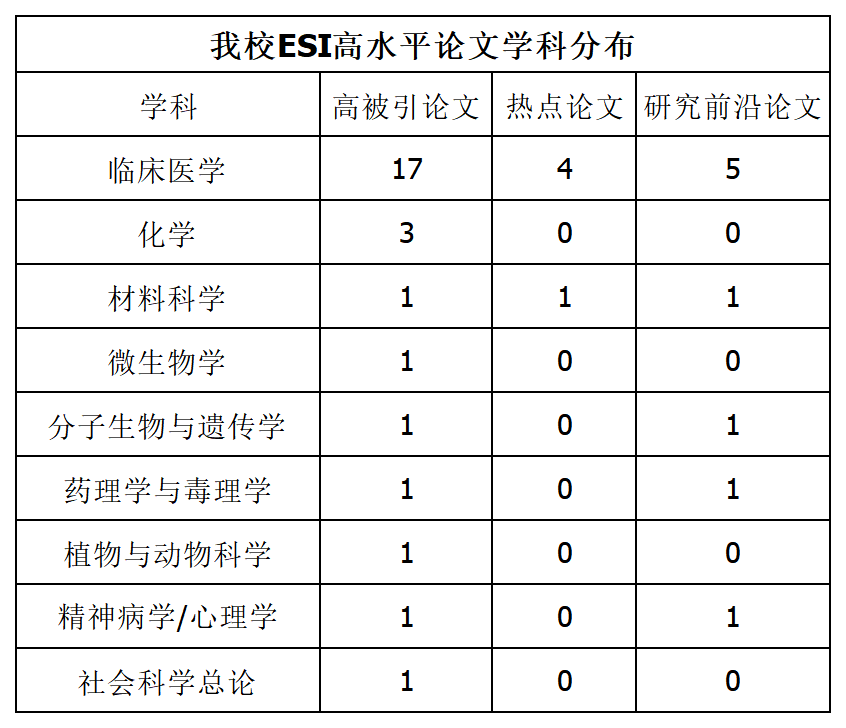 我校ESI高水平论文学科分布
学科 高被引论文 热点论文 研究前沿论文
临床医学 17 4 5
化学 3 0 0
材料科学 1 1 1
微生物学 1 0 0
分子生物与遗传学 1 0 1
药理学与毒理学 1 0 1
植物与动物科学 1 0 0
精神病学/心理学 1 0 1
社会科学总论 1 0 0